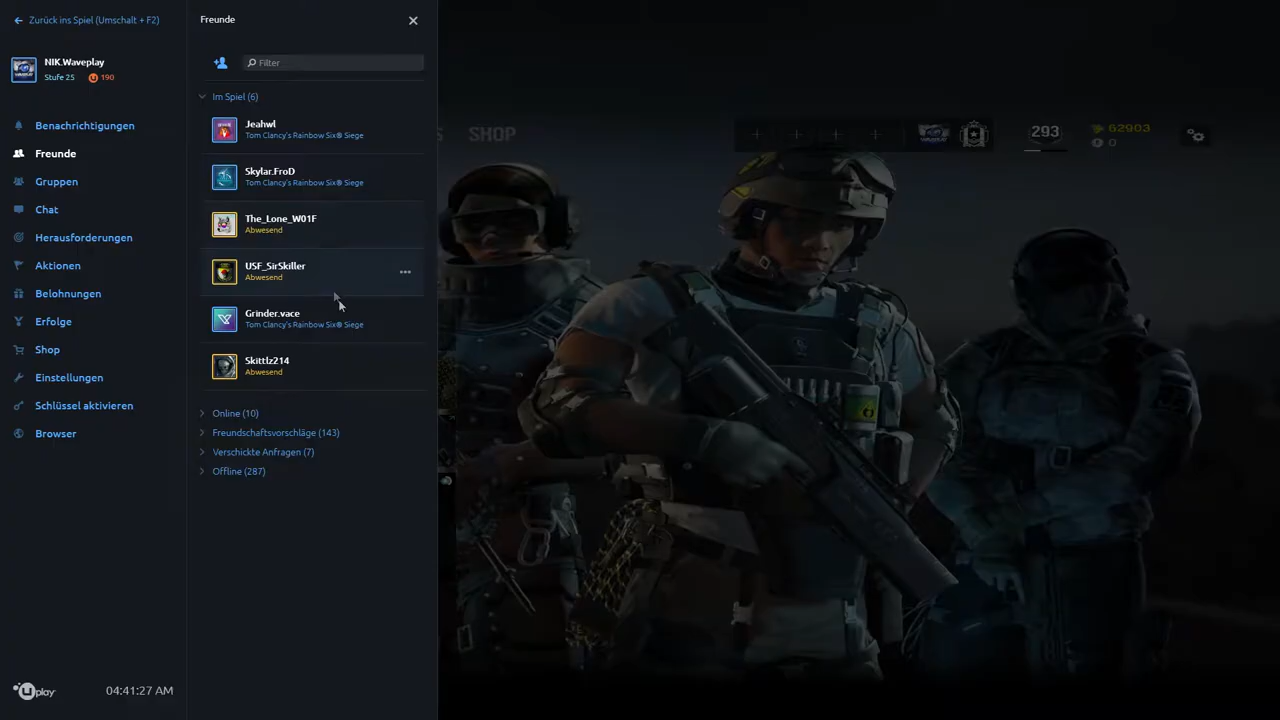 Zurück ins Spiel (Umschalt + F2)
NIK.Waveplay
Stufe 25 190
Benachrichtigungen
Freunde
Gruppen
Chat
Herausforderungen
Aktionen
Belohnungen
Erfolge
Shop
Einstellungen
Schlüssel aktivieren
Browser
uplay 04:41:27 AM
Freunde
Filter
Im Spiel (6)
Jeahwl
Tom Clancy's Rainbow Six® Siege
Skylar.FroD
Tom Clancy's Rainbow Six® Siege
The_Lone_W01F
Abwesend
USF_SirSkiller
Abwesend
Grinder.vace
Tom Clancy's Rainbow Six® Siege
Skittlz214
Abwesend
Online (10)
Freundschaftsvorschläge (143)
Verschickte Anfragen (7)
Offline (287)
S SHOP
293
62903
0